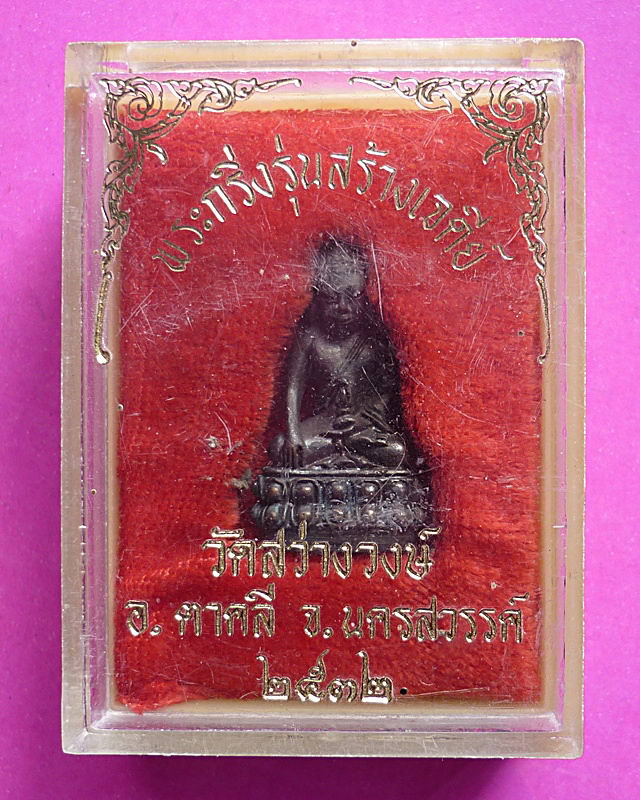 พระกริ่งรุ่นสร้างเจดีย์
วัดสว่างวงษ์
อ. ตาคลี จ. นครสวรรค์
๒๕๓๒